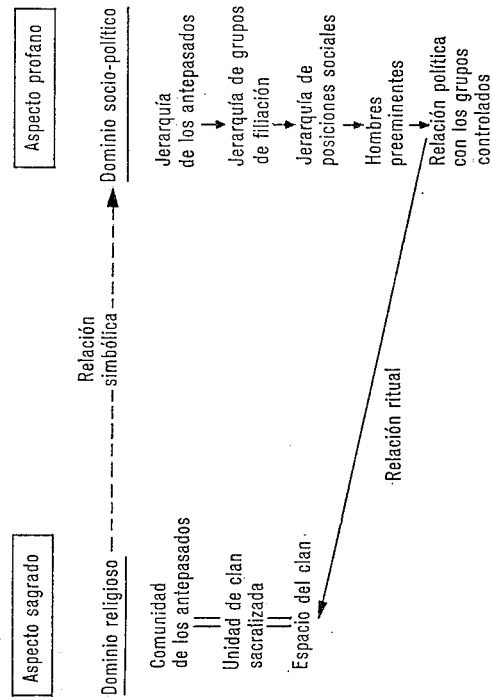 Aspecto sagrado
Aspecto profano
Dominio religioso
Relación
simbólica
Dominio socio-político
Comunidad
de los antepasados
Unidad de clan
sacralizada
Espacio del clan
Relación ritual
Jerarquía
de los antepasados
Jerarquía de grupos
de filiación
Jerarquía de
posiciones sociales
Hombres
preeminentes
Relación política
con los grupos
controlados